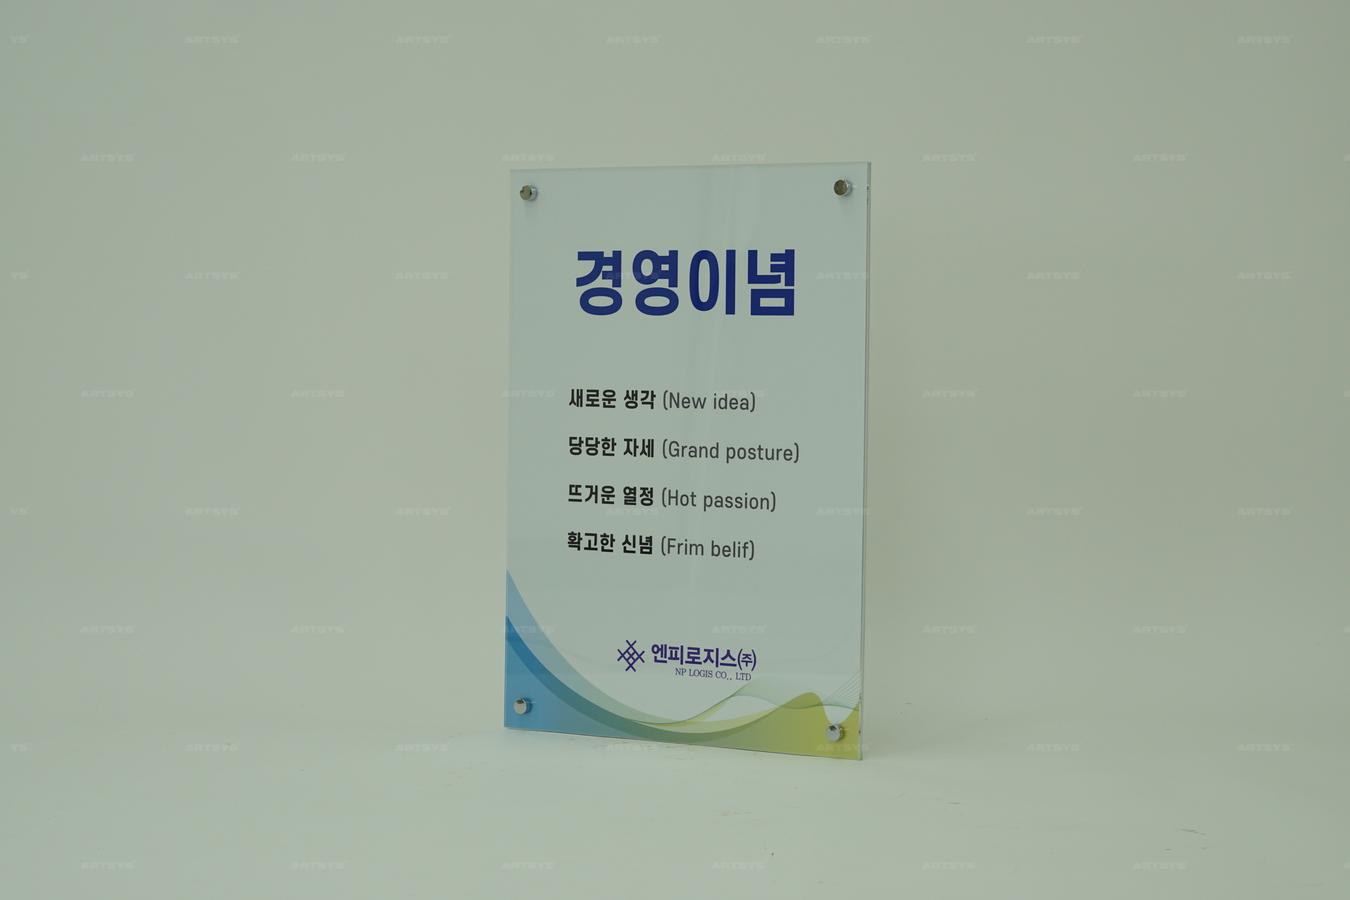 경영이념
새로운 생각 (New idea)
당당한 자세 (Grand posture)
뜨거운 열정 (Hot passion)
확고한 신념 (Frim belif)
엔피로지스(주)
NP LOGIS CO,. LTD
ARTSYS